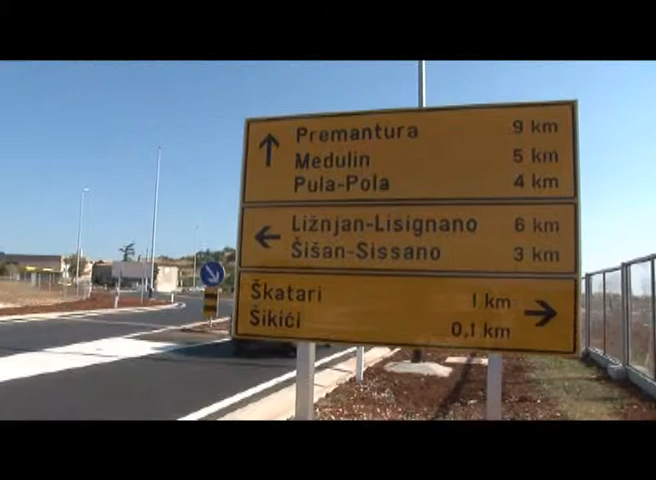 Premantura 9 km
Medulin 5 km
Pula-Pola 4 km
Ližnjan-Lisignano 6 km
Šišan-Sissano 3 km
Škatari 1 km
Šikići 0,1 km